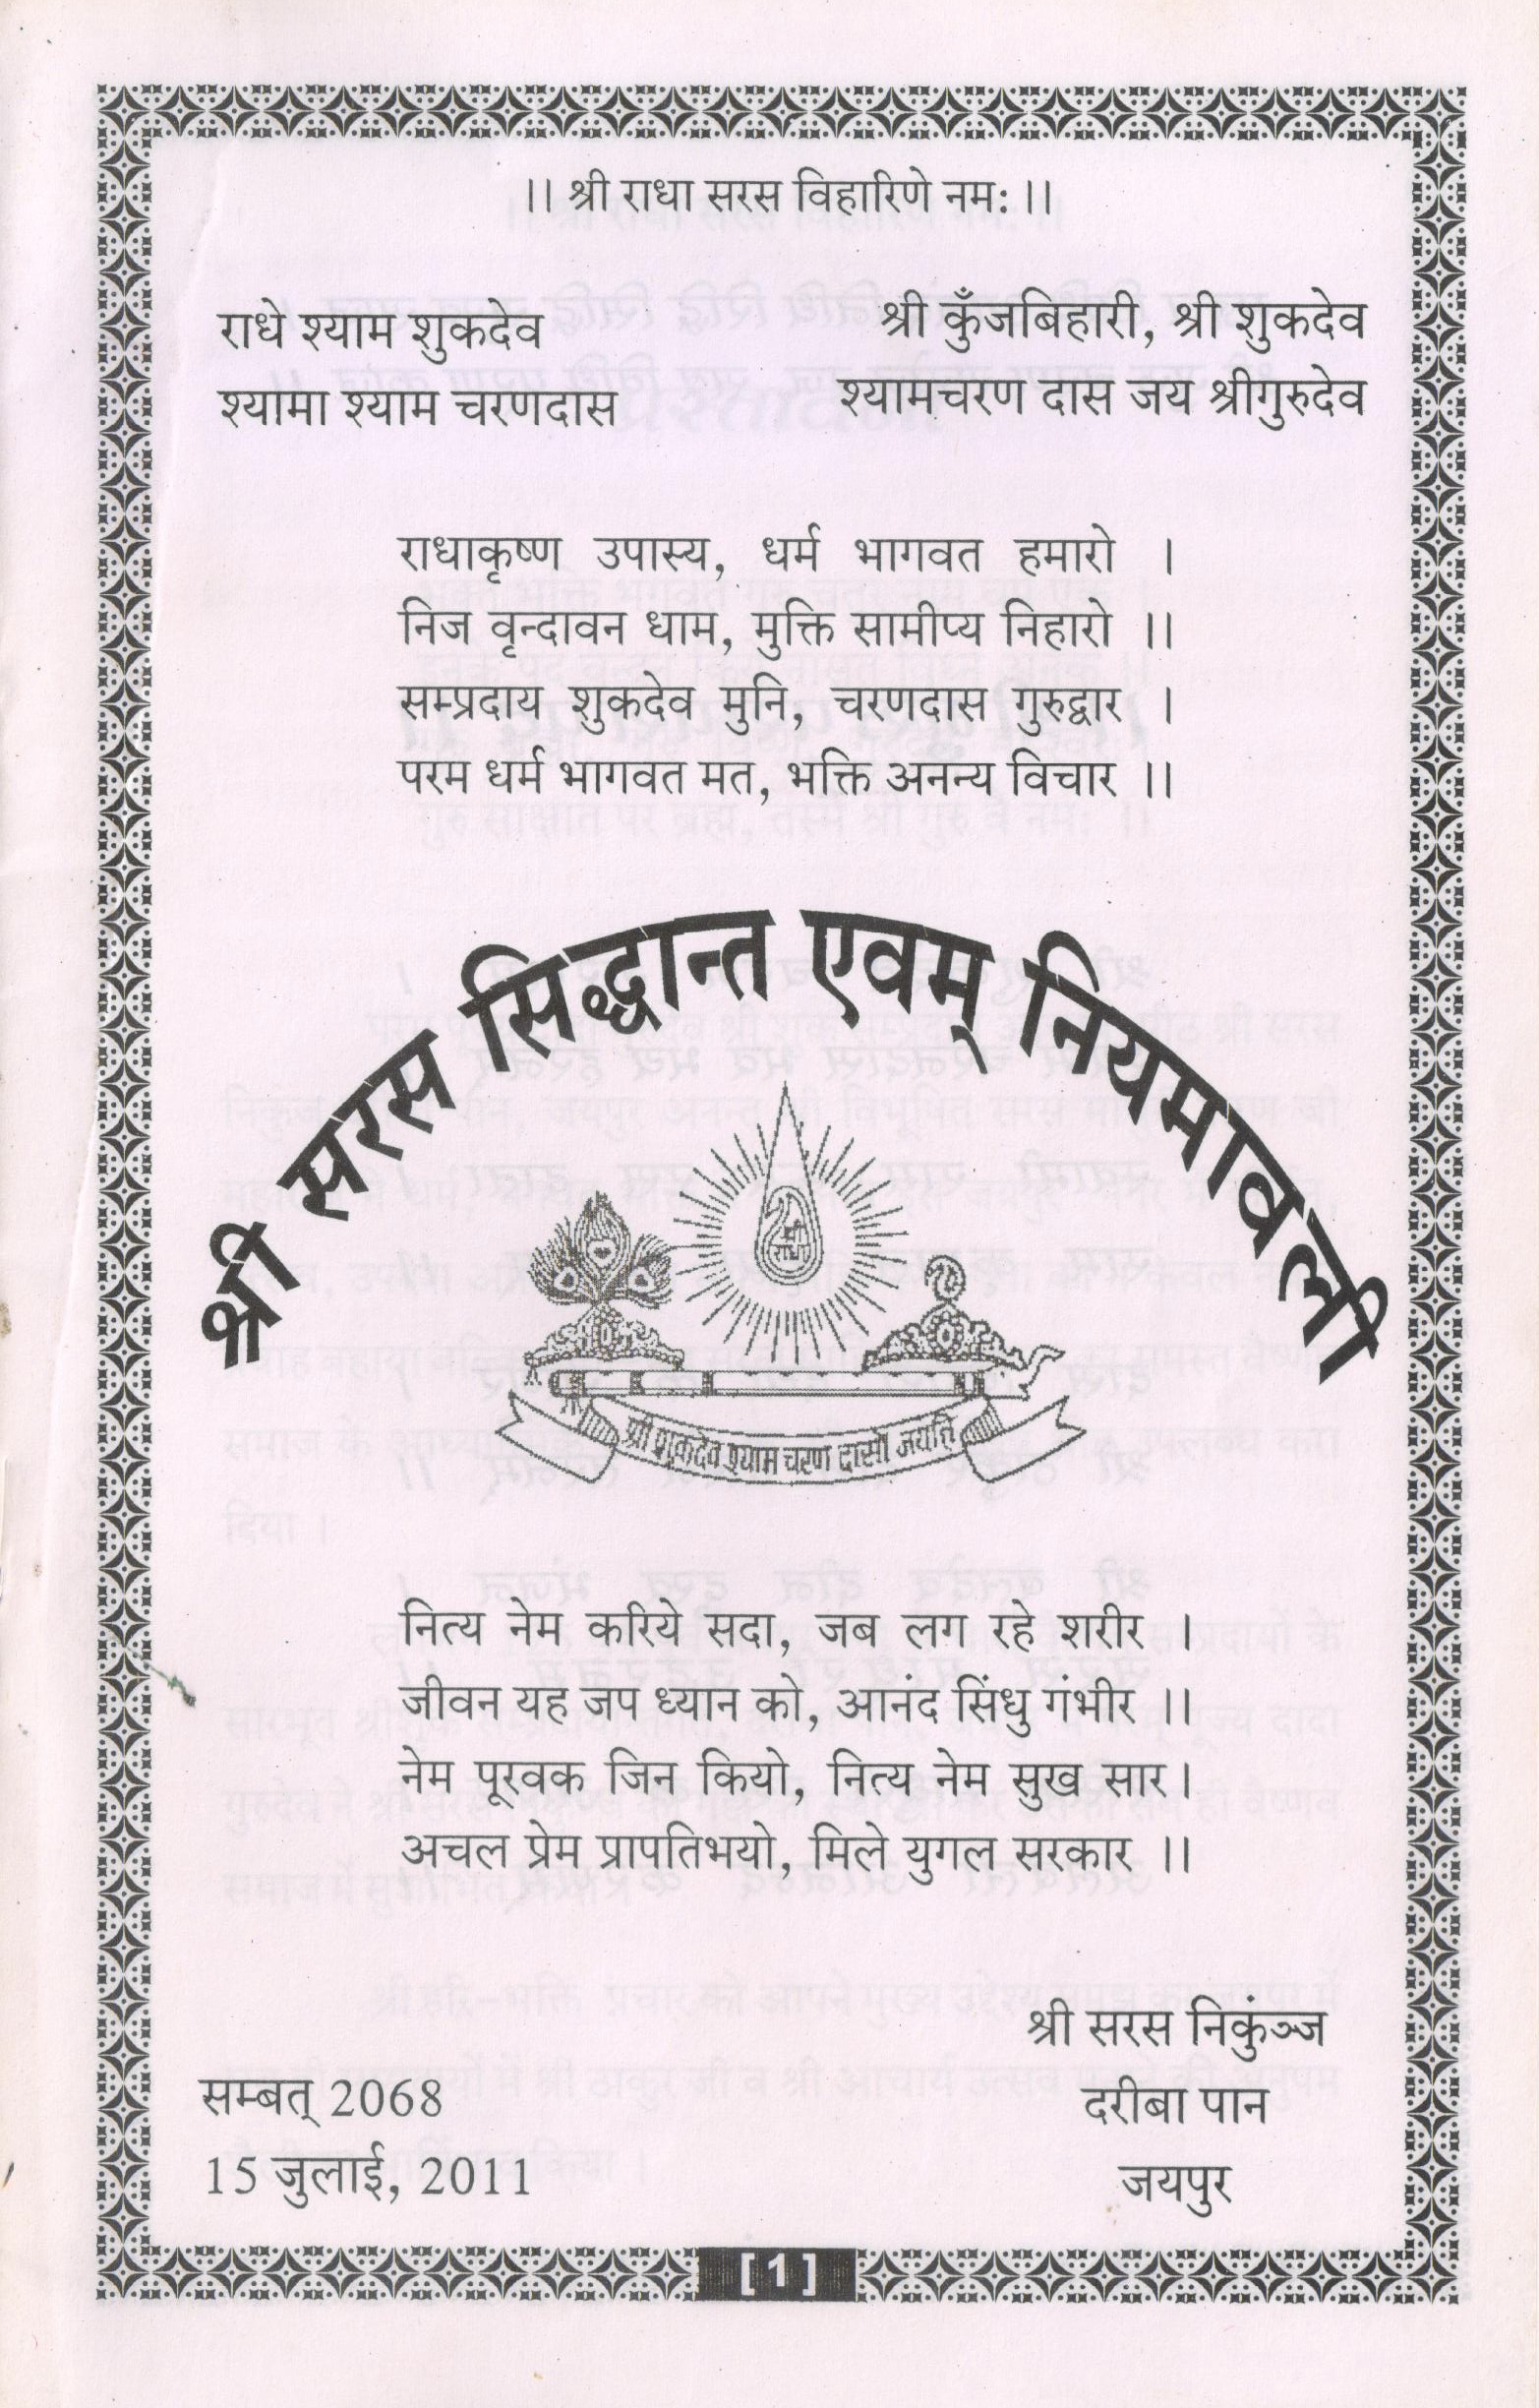 ।। श्री राधा सरस विहारिणे नमः ।।
राधे श्याम शुकदेव
श्यामा श्याम चरणदास
श्री कुँजबिहारी, श्री शुकदेव
श्यामचरण दास जय श्रीगुरुदेव
राधाकृष्ण उपास्य, धर्म भागवत हमारो ।
निज वृन्दावन धाम, मुक्ति सामीप्य निहारो ।।
सम्प्रदाय शुकदेव मुनि, चरणदास गुरुद्वार ।
परम धर्म भागवत मत, भक्ति अनन्य विचार ।।
श्री सरस सिद्धान्त एवम् नियमावली
श्री राधा
श्री शुकदेव श्याम चरण दासो जयति
नित्य नेम करिये सदा, जब लग रहे शरीर ।
जीवन यह जप ध्यान को, आनंद सिंधु गंभीर ।।
नेम पूरवक जिन कियो, नित्य नेम सुख सार।
अचल प्रेम प्रापतिभयो, मिले युगल सरकार ।।
श्री सरस निकुंञ्ज
दरीबा पान
जयपुर
सम्बत् 2068
15 जुलाई, 2011
[ 1 ]